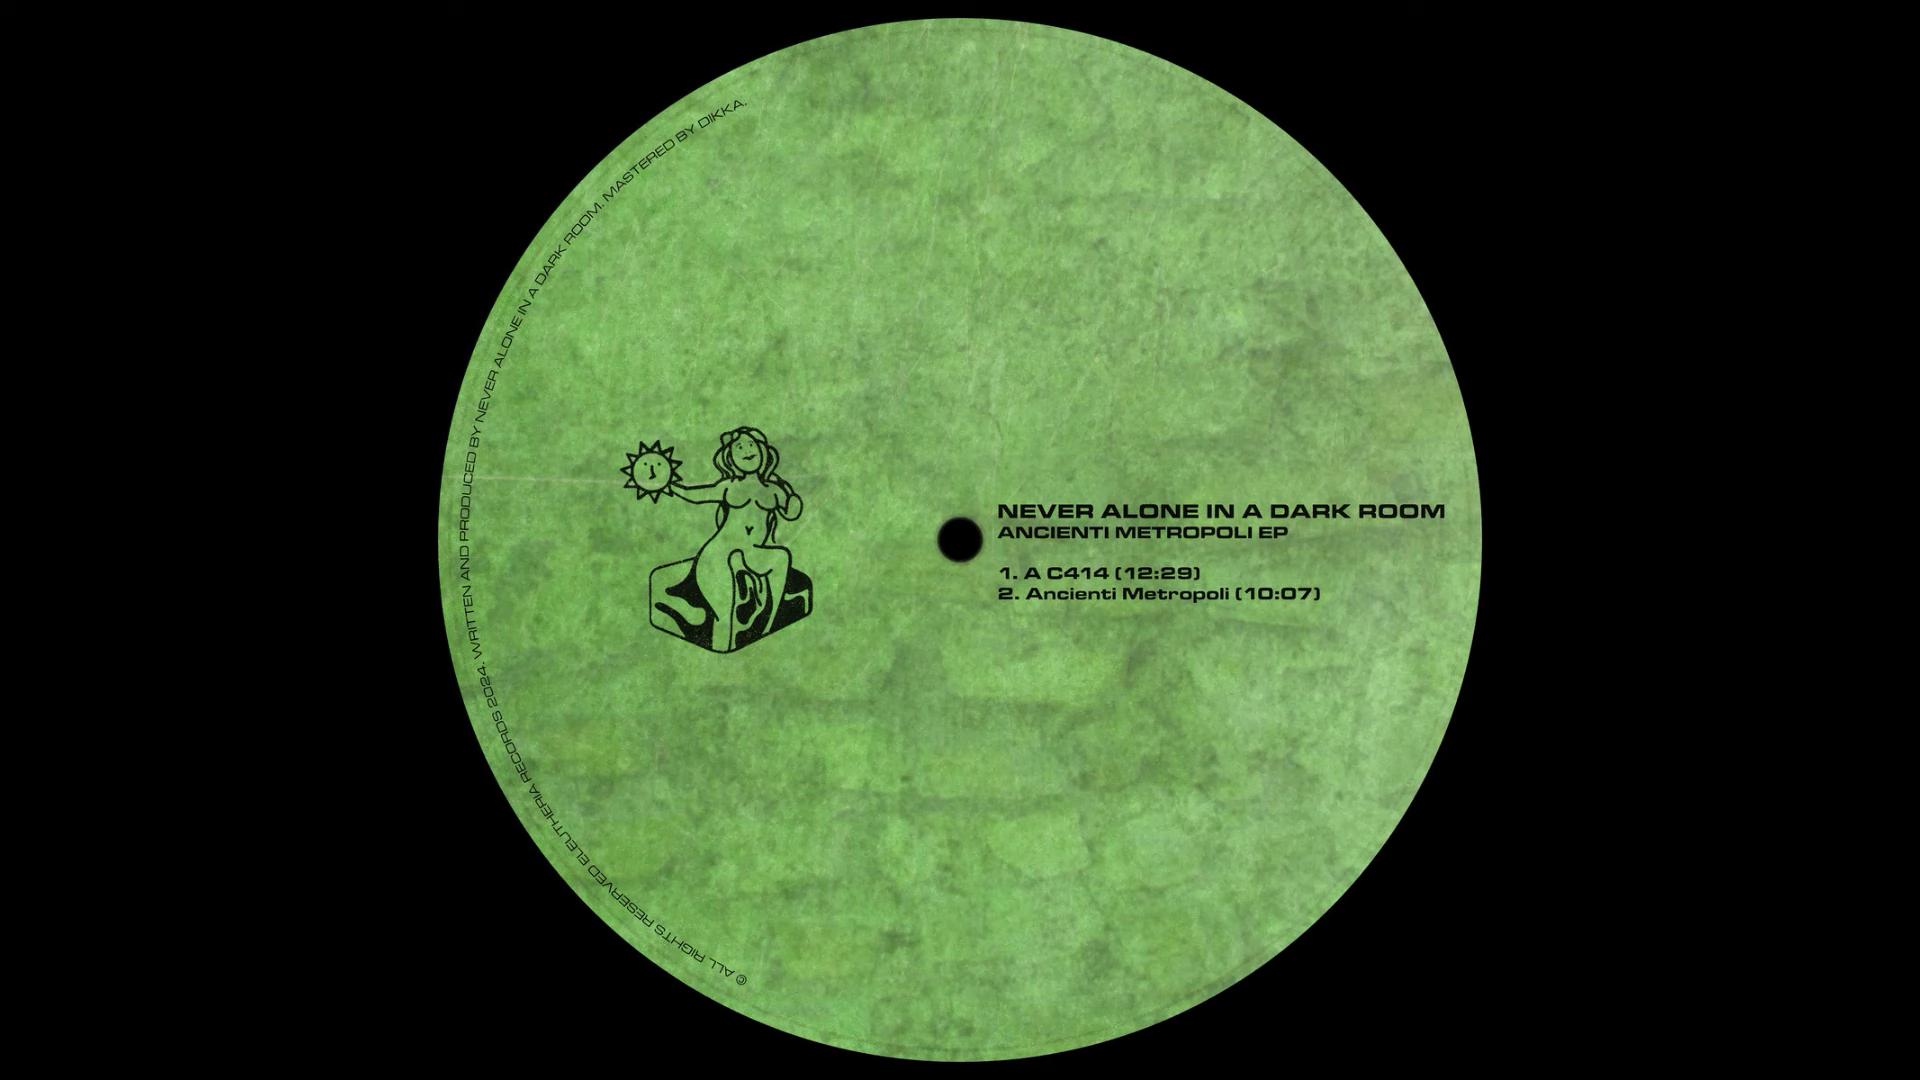 NEVER ALONE IN A DARK ROOM
ANCIENTI METROPOLI EP
1. A C414 (12:29)
2. Ancienti Metropoli (10:07)
© ALL RIGHTS RESERVED ELEUTHERIA RECORDS 2024. WRITTEN AND PRODUCED BY NEVER ALONE IN A DARK ROOM. MASTERED BY DIKKA.